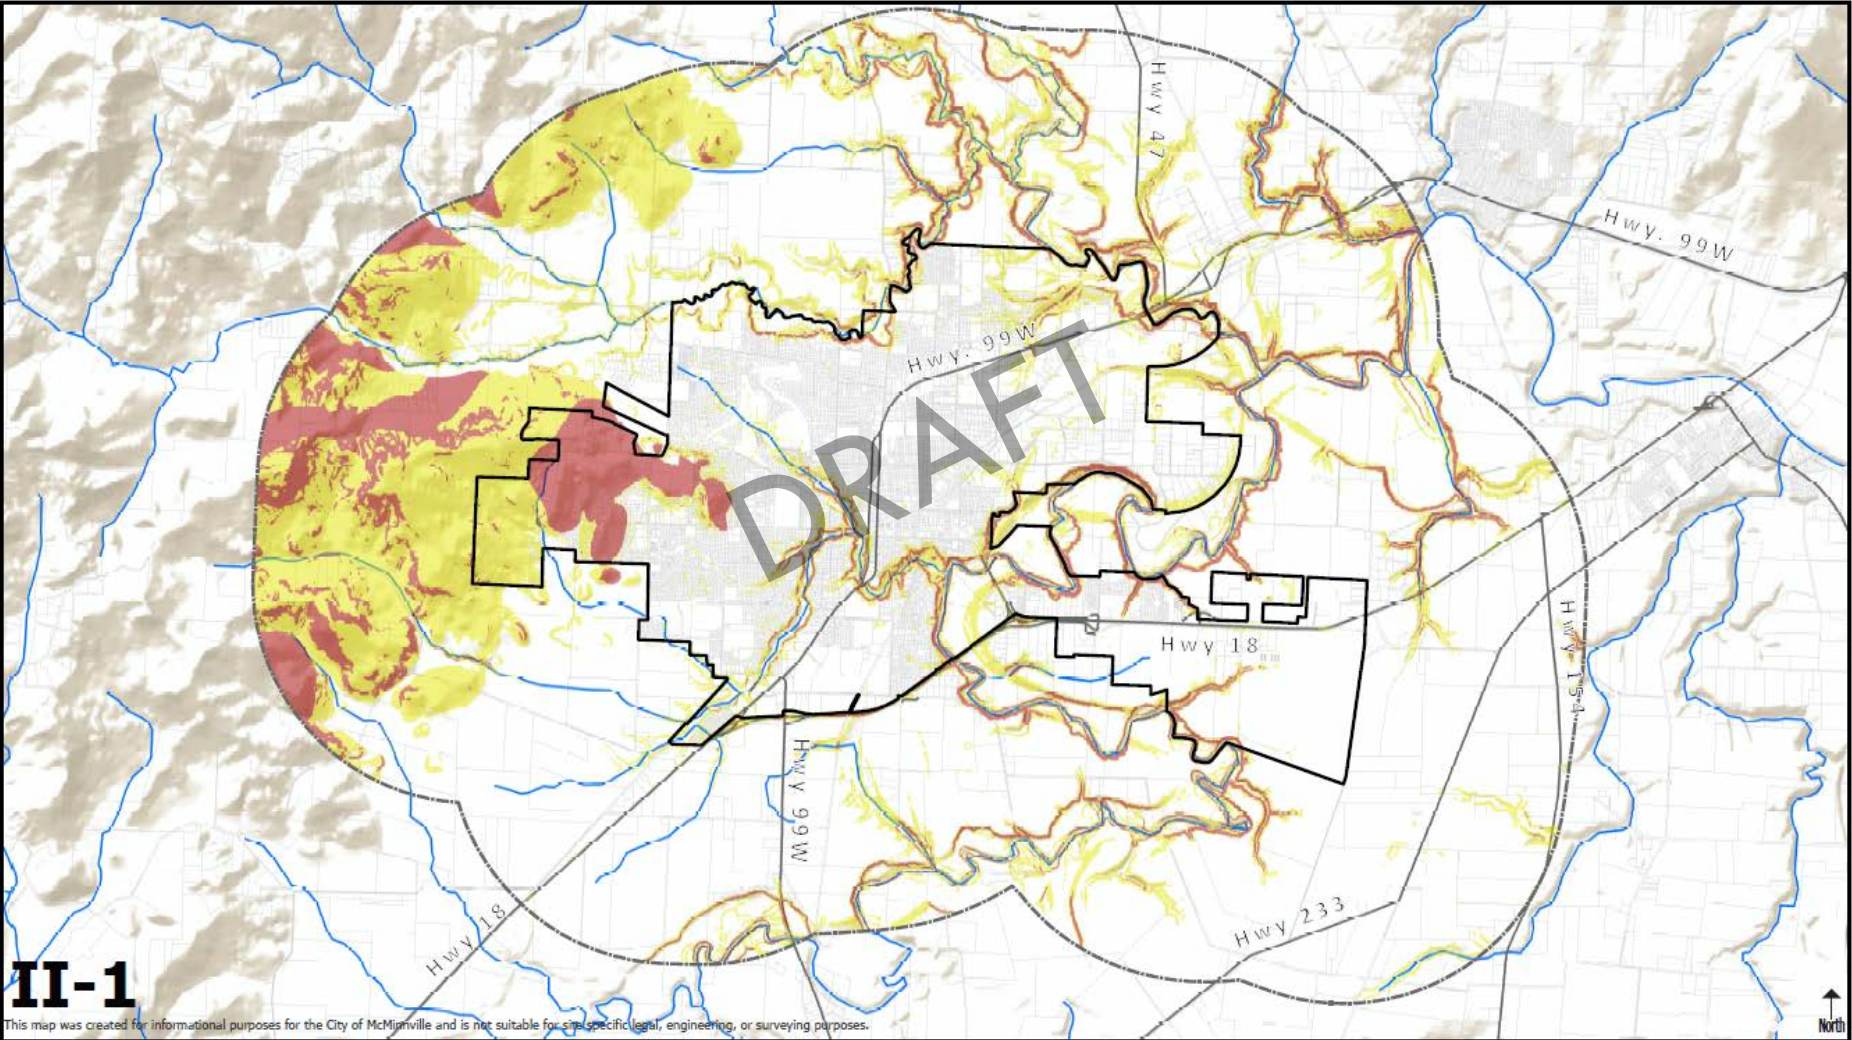 Hwy 47
Hwy. 99W
Hwy. 99W
DRAFT
Hwy 18
Hwy 154
Hwy 99W
Hwy 18
Hwy 233
II-1
This map was created for informational purposes for the City of McMinnville and is not suitable for site specific legal, engineering, or surveying purposes.
North